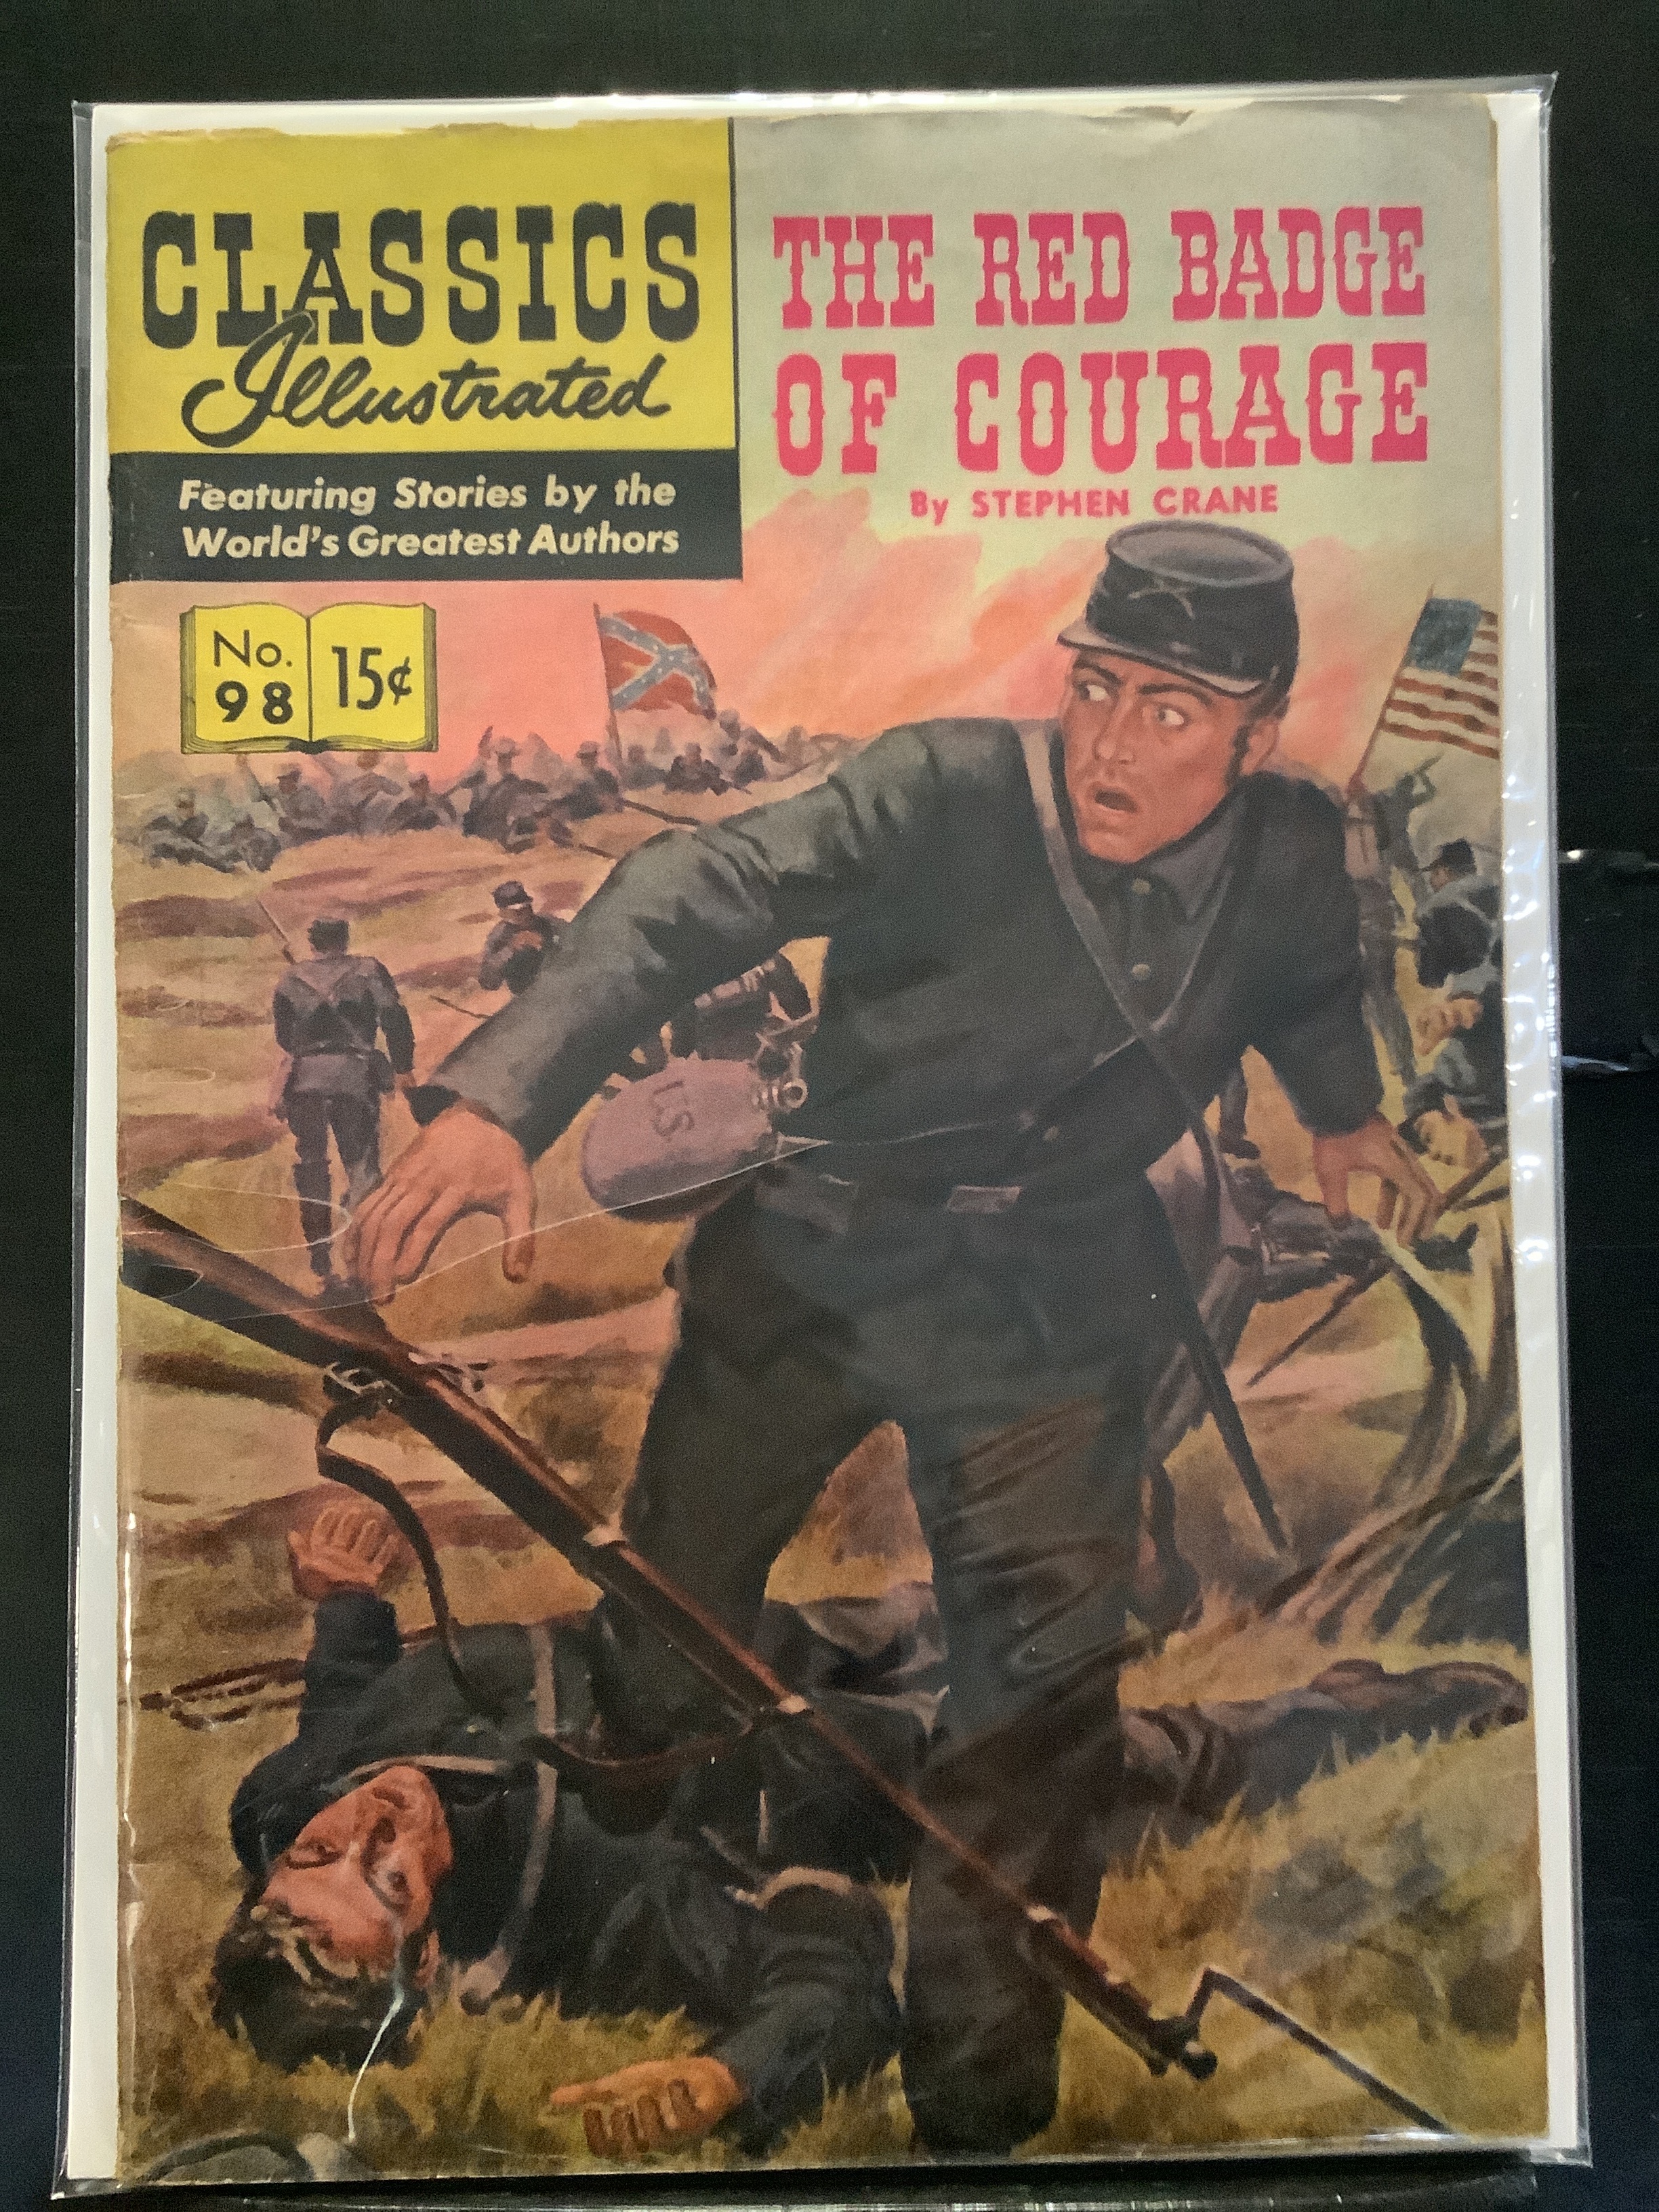 CLASSICS
Illustrated
Featuring Stories by the
World's Greatest Authors
No.
98
15¢
THE RED BADGE
OF COURAGE
By STEPHEN CRANE
U.S